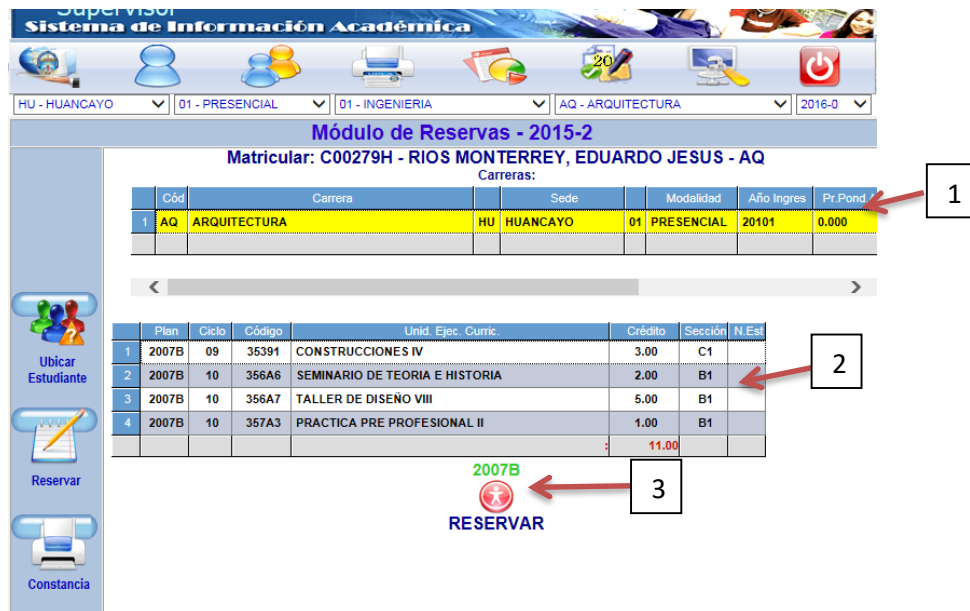 Supervisor
Sistema de Información Académica
20
HU - HUANCAYO 01 - PRESENCIAL 01 - INGENIERIA AQ - ARQUITECTURA 2016-0
Módulo de Reservas - 2015-2
Matricular: C00279H - RIOS MONTERREY, EDUARDO JESUS - AQ
Carreras:
Cód Carrera Sede Modalidad Año Ingres Pr.Pond.
1 AQ ARQUITECTURA HU HUANCAYO 01 PRESENCIAL 20101 0.000
1
Plan Ciclo Código Unid. Ejec. Curric. Crédito Sección N.Est
1 2007B 09 35391 CONSTRUCCIONES IV 3.00 C1
2 2007B 10 356A6 SEMINARIO DE TEORIA E HISTORIA 2.00 B1
3 2007B 10 356A7 TALLER DE DISEÑO VIII 5.00 B1
4 2007B 10 357A3 PRACTICA PRE PROFESIONAL II 1.00 B1
: 11.00
2
2007B
RESERVAR
3
Ubicar
Estudiante
Reservar
Constancia